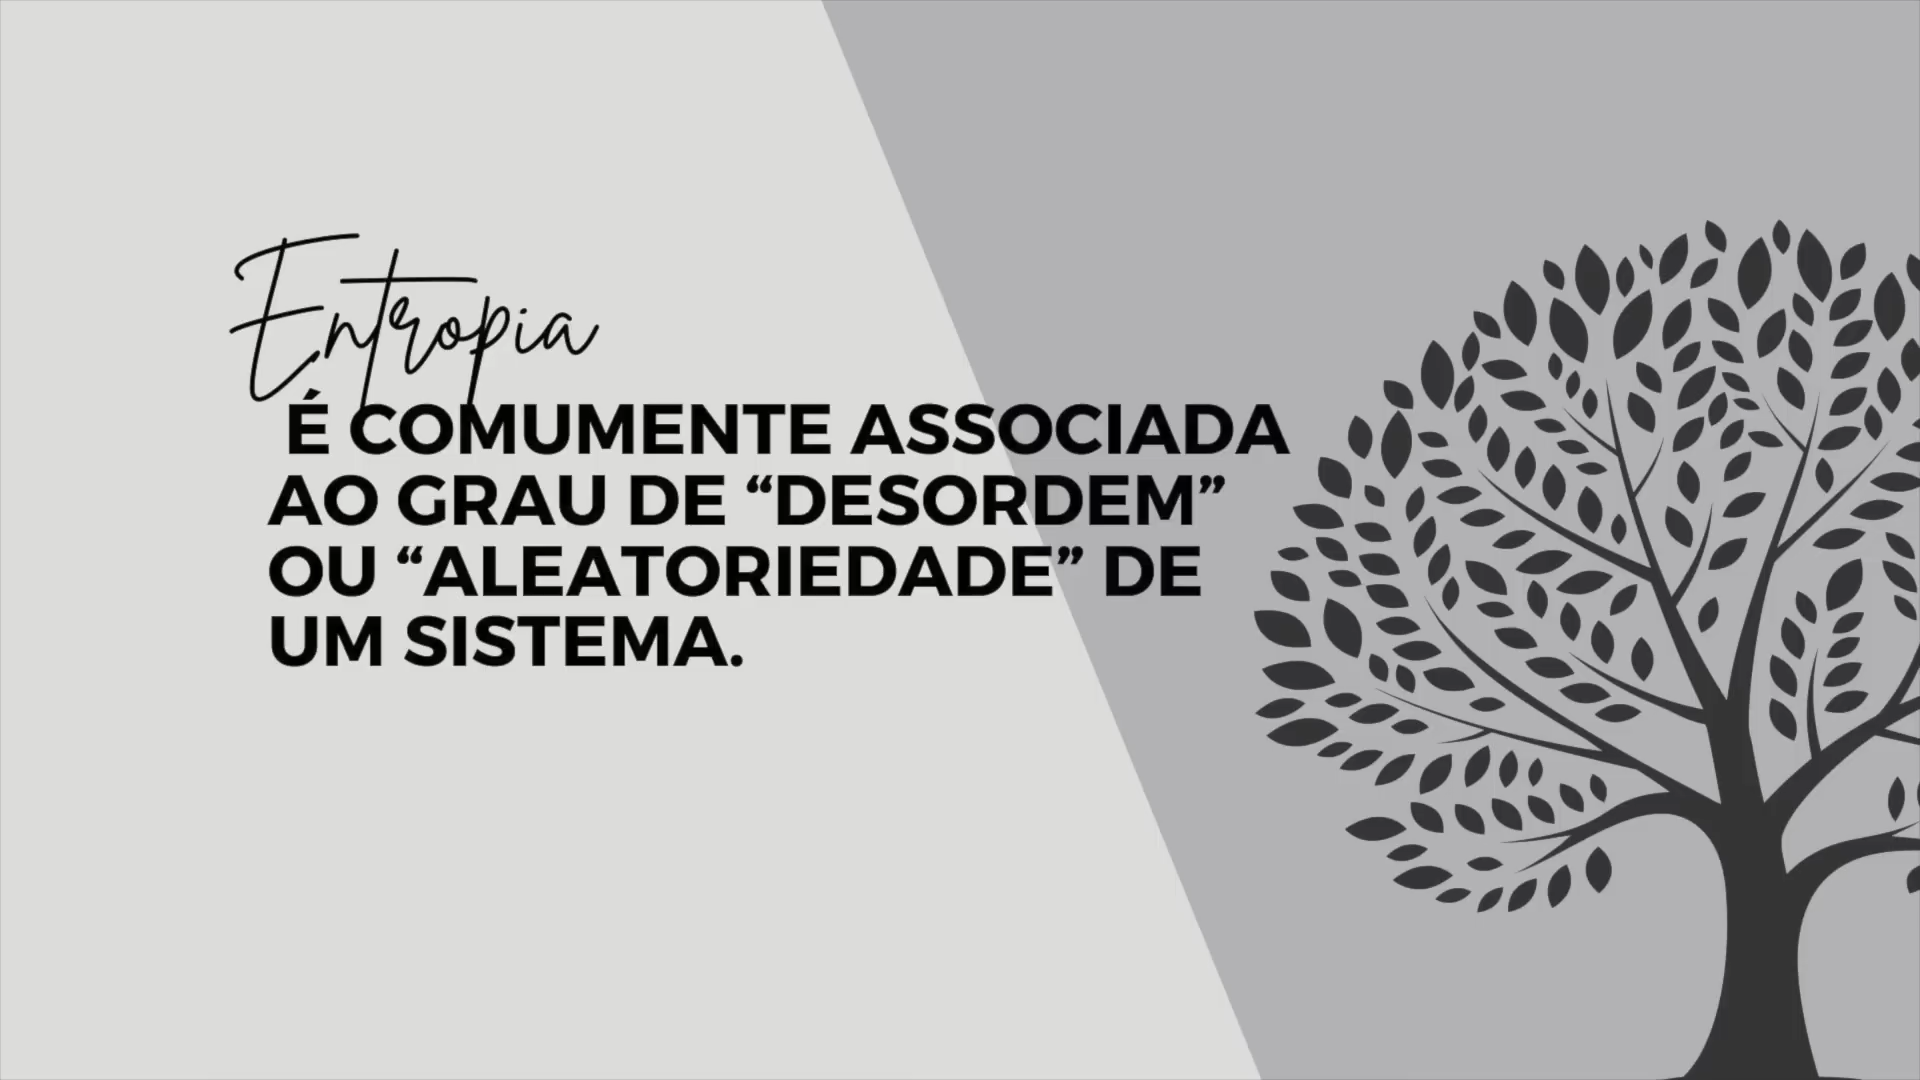 Entropia
É COMUMENTE ASSOCIADA
AO GRAU DE “DESORDEM”
OU “ALEATORIEDADE” DE
UM SISTEMA.